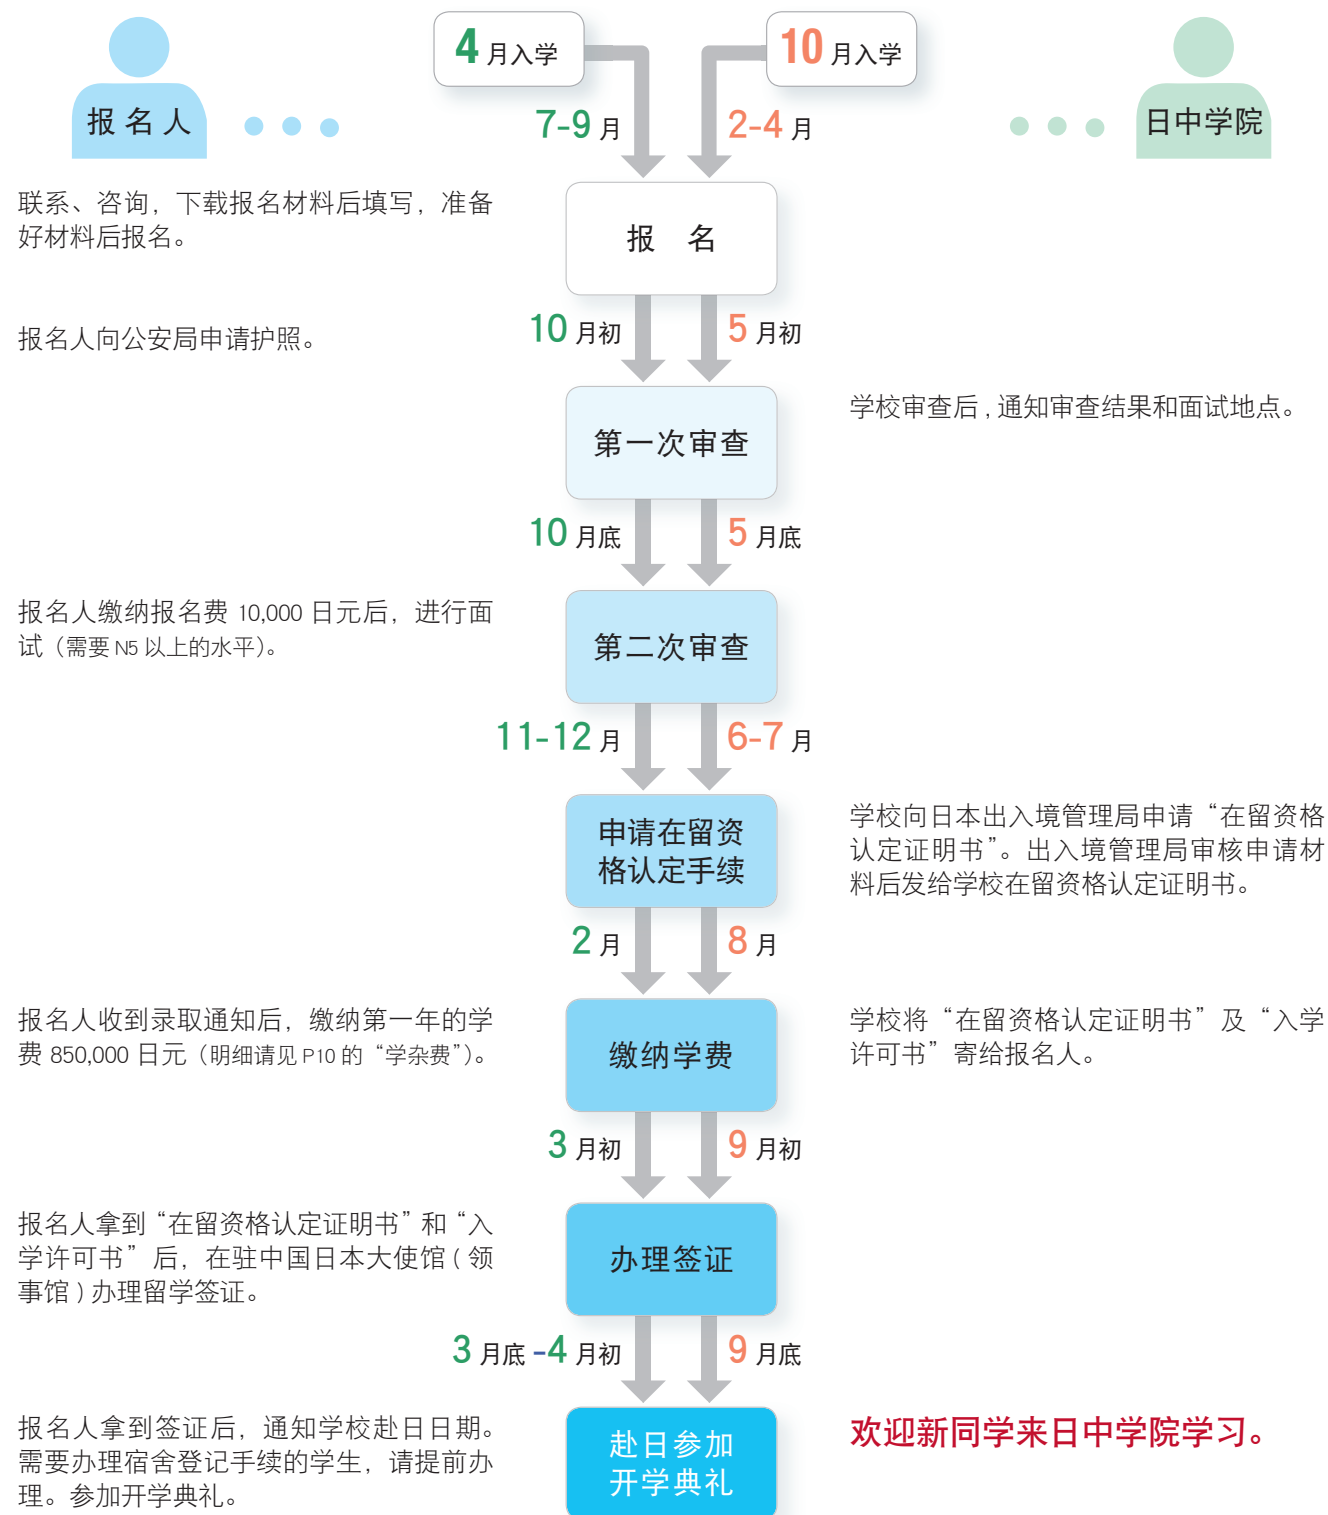 4 月入学
10 月入学
报名人
日中学院
7-9 月
2-4 月
联系、咨询，下载报名材料后填写，准备
好材料后报名。
报 名
报名人向公安局申请护照。
10 月初
5 月初
第一次审查
学校审查后，通知审查结果和面试地点。
10 月底
5 月底
报名人缴纳报名费 10,000 日元后，进行面
试（需要 N5 以上的水平）。
第二次审查
11-12 月
6-7 月
申请在留资
格认定手续
学校向日本出入境管理局申请“在留资格
认定证明书”。出入境管理局审核申请材
料后发给学校在留资格认定证明书。
2 月
8 月
报名人收到录取通知后，缴纳第一年的学
费 850,000 日元（明细请见 P10 的“学杂费”）。
缴纳学费
学校将“在留资格认定证明书”及“入学
许可书”寄给报名人。
3 月初
9 月初
报名人拿到“在留资格认定证明书”和“入
学许可书”后，在驻中国日本大使馆（领
事馆）办理留学签证。
办理签证
3 月底 -4 月初
9 月底
报名人拿到签证后，通知学校赴日日期。
需要办理宿舍登记手续的学生，请提前办
理。参加开学典礼。
赴日参加
开学典礼
欢迎新同学来日中学院学习。